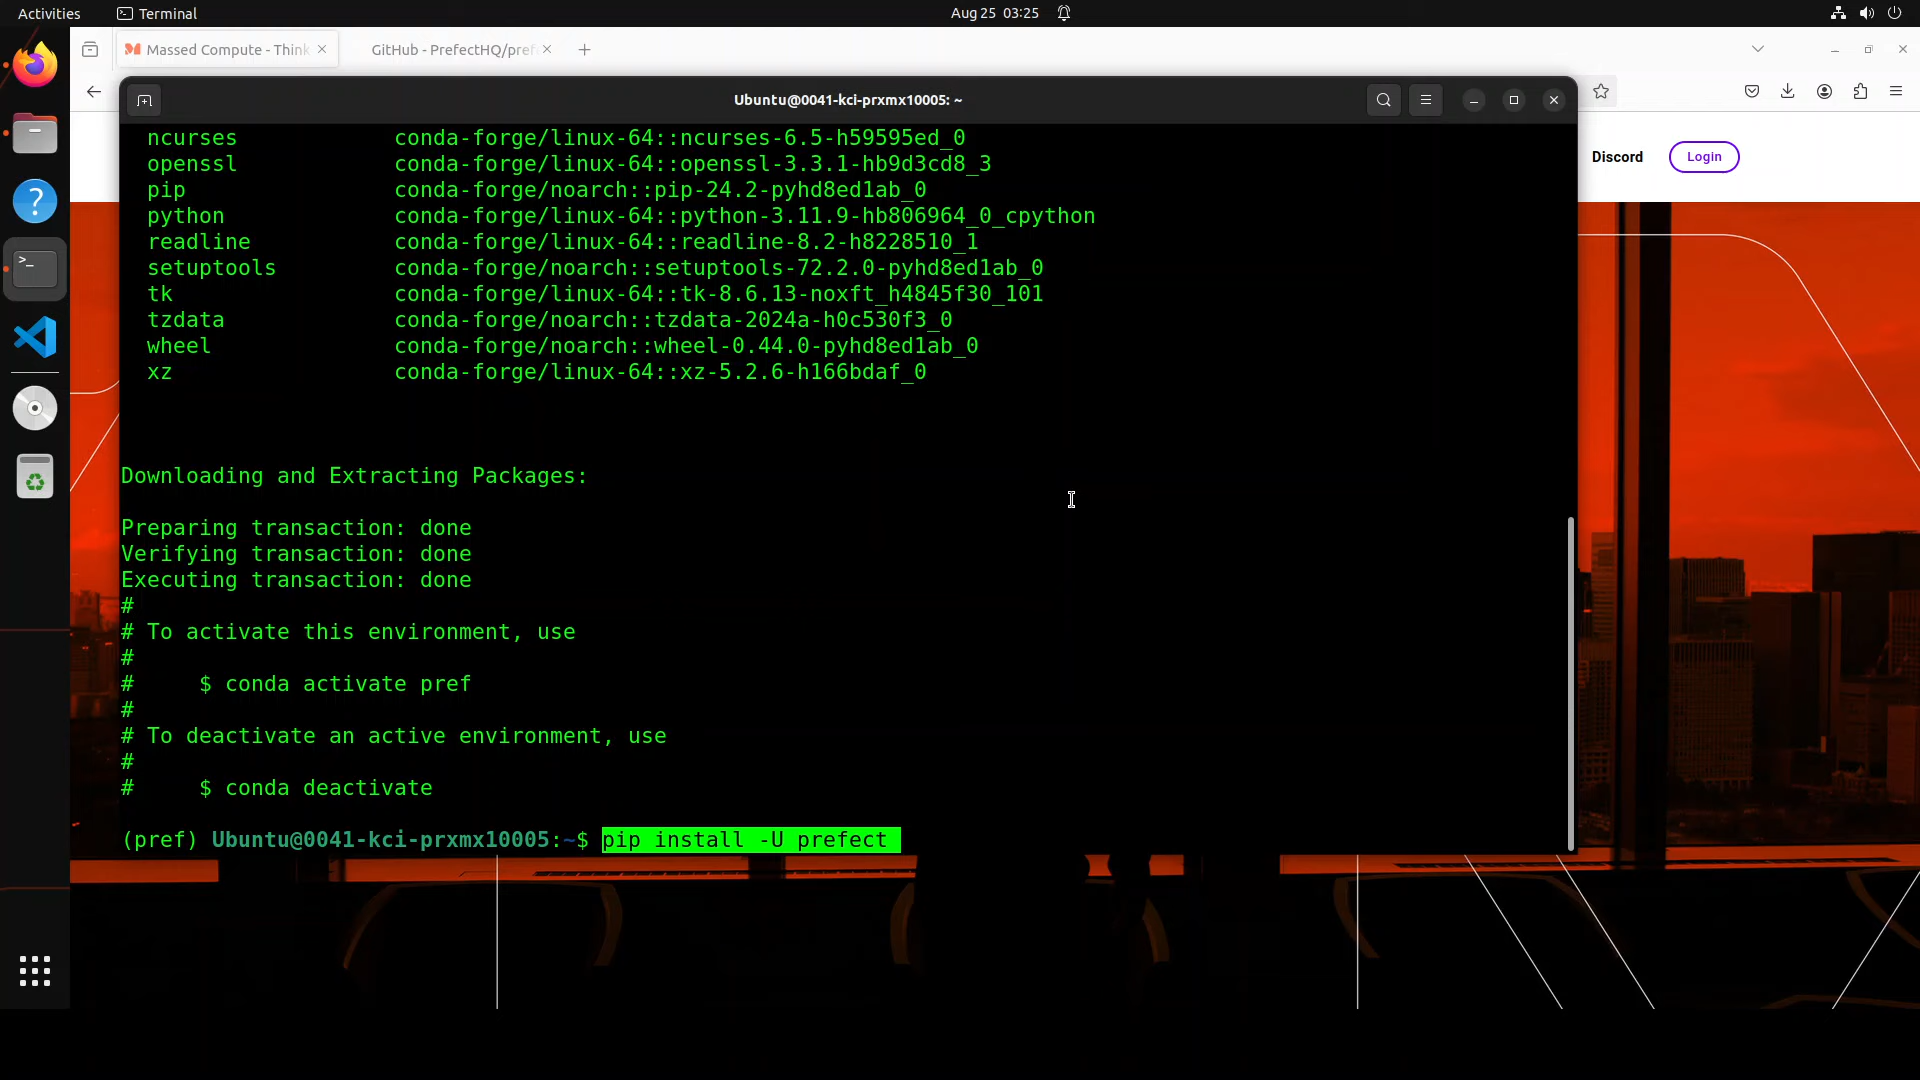 Activities
Terminal
Aug 25 03:25
Massed Compute - Think
GitHub - PrefectHQ/pref
Ubuntu@0041-kci-prxmx10005: ~
Discord
Login
ncurses conda-forge/linux-64::ncurses-6.5-h59595ed_0
openssl conda-forge/linux-64::openssl-3.3.1-hb9d3cd8_3
pip conda-forge/noarch::pip-24.2-pyhd8ed1ab_0
python conda-forge/linux-64::python-3.11.9-hb806964_0_cpython
readline conda-forge/linux-64::readline-8.2-h8228510_1
setuptools conda-forge/noarch::setuptools-72.2.0-pyhd8ed1ab_0
tk conda-forge/linux-64::tk-8.6.13-noxft_h4845f30_101
tzdata conda-forge/noarch::tzdata-2024a-h0c530f3_0
wheel conda-forge/noarch::wheel-0.44.0-pyhd8ed1ab_0
xz conda-forge/linux-64::xz-5.2.6-h166bdaf_0
Downloading and Extracting Packages:
Preparing transaction: done
Verifying transaction: done
Executing transaction: done
#
# To activate this environment, use
#
# $ conda activate pref
#
# To deactivate an active environment, use
#
# $ conda deactivate
(pref) Ubuntu@0041-kci-prxmx10005:~$ pip install -U prefect